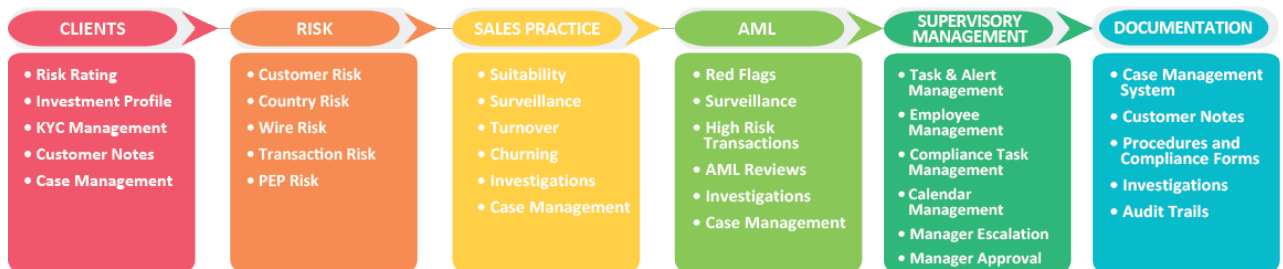 CLIENTS
• Risk Rating
• Investment Profile
• KYC Management
• Customer Notes
• Case Management
RISK
• Customer Risk
• Country Risk
• Wire Risk
• Transaction Risk
• PEP Risk
SALES PRACTICE
• Suitability
• Surveillance
• Turnover
• Churning
• Investigations
• Case Management
AML
• Red Flags
• Surveillance
• High Risk
Transactions
• AML Reviews
• Investigations
• Case Management
SUPERVISORY
MANAGEMENT
• Task & Alert
Management
• Employee
Management
• Compliance Task
Management
• Calendar
Management
• Manager Escalation
• Manager Approval
DOCUMENTATION
• Case Management
System
• Customer Notes
• Procedures and
Compliance Forms
• Investigations
• Audit Trails